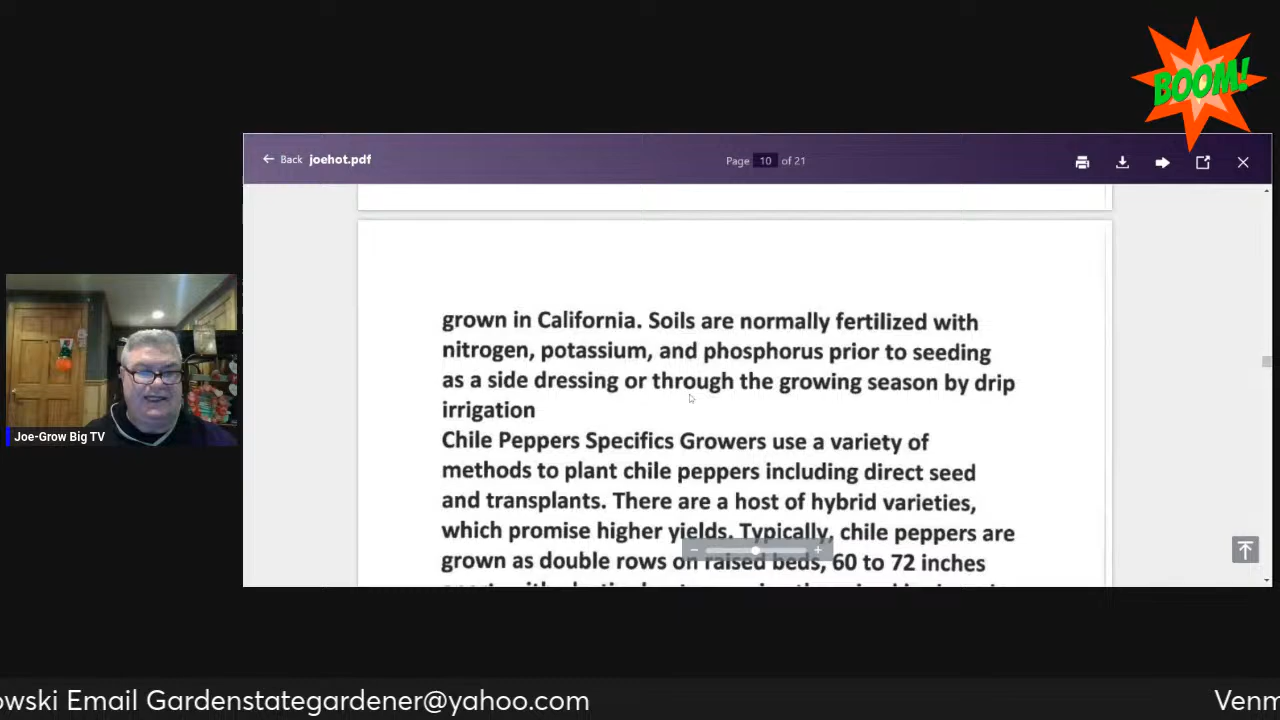 BOOM!
← Back joehot.pdf
Page 10 of 21
grown in California. Soils are normally fertilized with
nitrogen, potassium, and phosphorus prior to seeding
as a side dressing or through the growing season by drip
irrigation
Chile Peppers Specifics Growers use a variety of
methods to plant chile peppers including direct seed
and transplants. There are a host of hybrid varieties,
which promise higher yields. Typically, chile peppers are
grown as double rows on raised beds, 60 to 72 inches
Joe-Grow Big TV
owski Email Gardenstategardener@yahoo.com
Venm